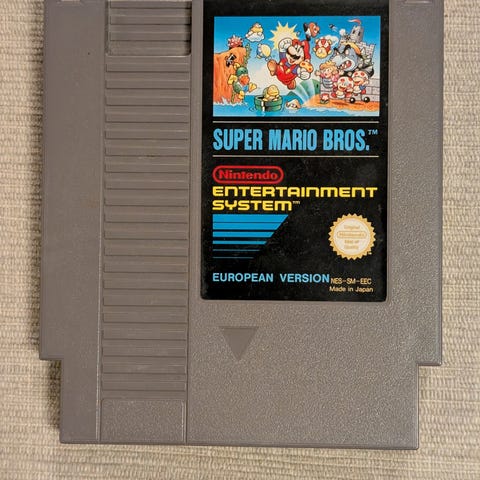 SUPER MARIO BROS.™
Nintendo
ENTERTAINMENT
SYSTEM™
Original
Nintendo
Seal of
Quality
EUROPEAN VERSION NES-SM-EEC
Made in Japan